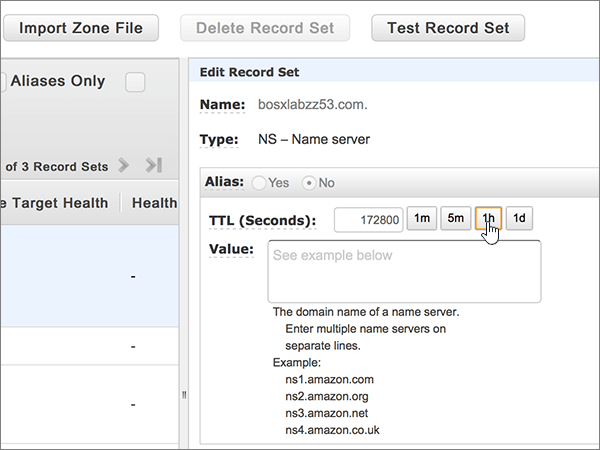 Import Zone File
Delete Record Set
Test Record Set
Aliases Only
of 3 Record Sets
e Target Health
Health
-
-
-
Edit Record Set
Name: bosxlabzz53.com.
Type: NS – Name server
Alias: Yes No
TTL (Seconds): 172800 1m 5m 1h 1d
Value: See example below
The domain name of a name server.
Enter multiple name servers on
separate lines.
Example:
ns1.amazon.com
ns2.amazon.org
ns3.amazon.net
ns4.amazon.co.uk